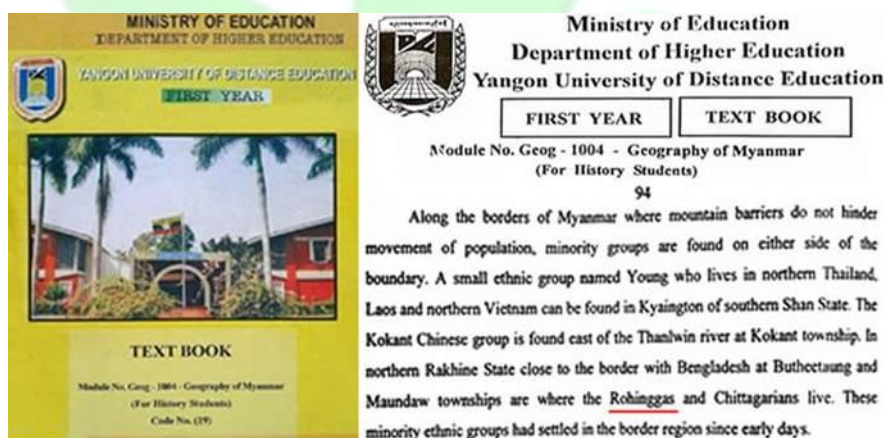 MINISTRY OF EDUCATION
DEPARTMENT OF HIGHER EDUCATION
YANGON UNIVERSITY OF DISTANCE EDUCATION
FIRST YEAR
TEXT BOOK
Module No. Geog - 1004 - Geography of Myanmar
(For History Students)
Code No. (19)
Ministry of Education
Department of Higher Education
Yangon University of Distance Education
FIRST YEAR
TEXT BOOK
Module No. Geog - 1004 - Geography of Myanmar
(For History Students)
94
Along the borders of Myanmar where mountain barriers do not hinder
movement of population, minority groups are found on either side of the
boundary. A small ethnic group named Young who lives in northern Thailand,
Laos and northern Vietnam can be found in Kyaington of southern Shan State. The
Kokant Chinese group is found east of the Thanlwin river at Kokant township. In
northern Rakhine State close to the border with Bengladesh at Butheetaung and
Maundaw townships are where the Rohinggas and Chittagarians live. These
minority ethnic groups had settled in the border region since early days.